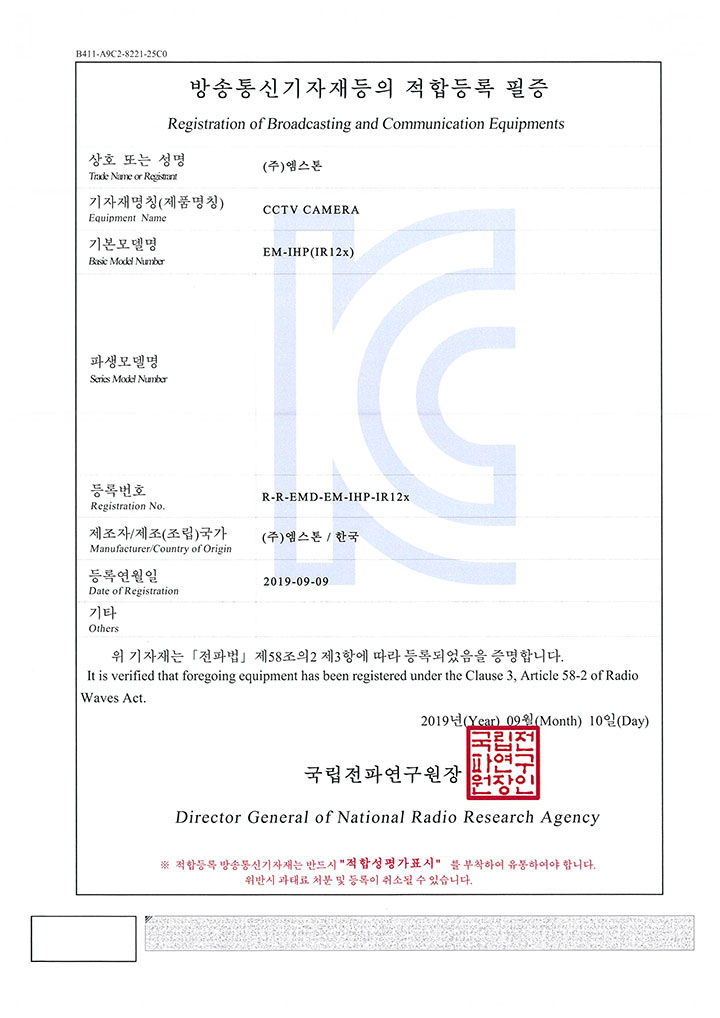 B411-A9C2-8221-25C0
방송통신기자재등의 적합등록 필증
Registration of Broadcasting and Communication Equipments
상호 또는 성명
Trade Name or Registrant
(주)엠스톤
기자재명칭(제품명칭)
Equipment Name
CCTV CAMERA
기본모델명
Basic Model Number
EM-IHP(IR12x)
파생모델명
Series Model Number
등록번호
Registration No.
R-R-EMD-EM-IHP-IR12x
제조자/제조(조립)국가
Manufacturer/Country of Origin
(주)엠스톤 / 한국
등록연월일
Date of Registration
2019-09-09
기타
Others
위 기자재는「전파법」제58조의2 제3항에 따라 등록되었음을 증명합니다.
It is verified that foregoing equipment has been registered under the Clause 3, Article 58-2 of Radio
Waves Act.
2019년(Year) 09월(Month) 10일(Day)
국립전파연구원장
국립전
파연구
원장인
Director General of National Radio Research Agency
※ 적합등록 방송통신기자재는 반드시 "적합성평가표시" 를 부착하여 유통하여야 합니다.
위반시 과태료 처분 및 등록이 취소될 수 있습니다.